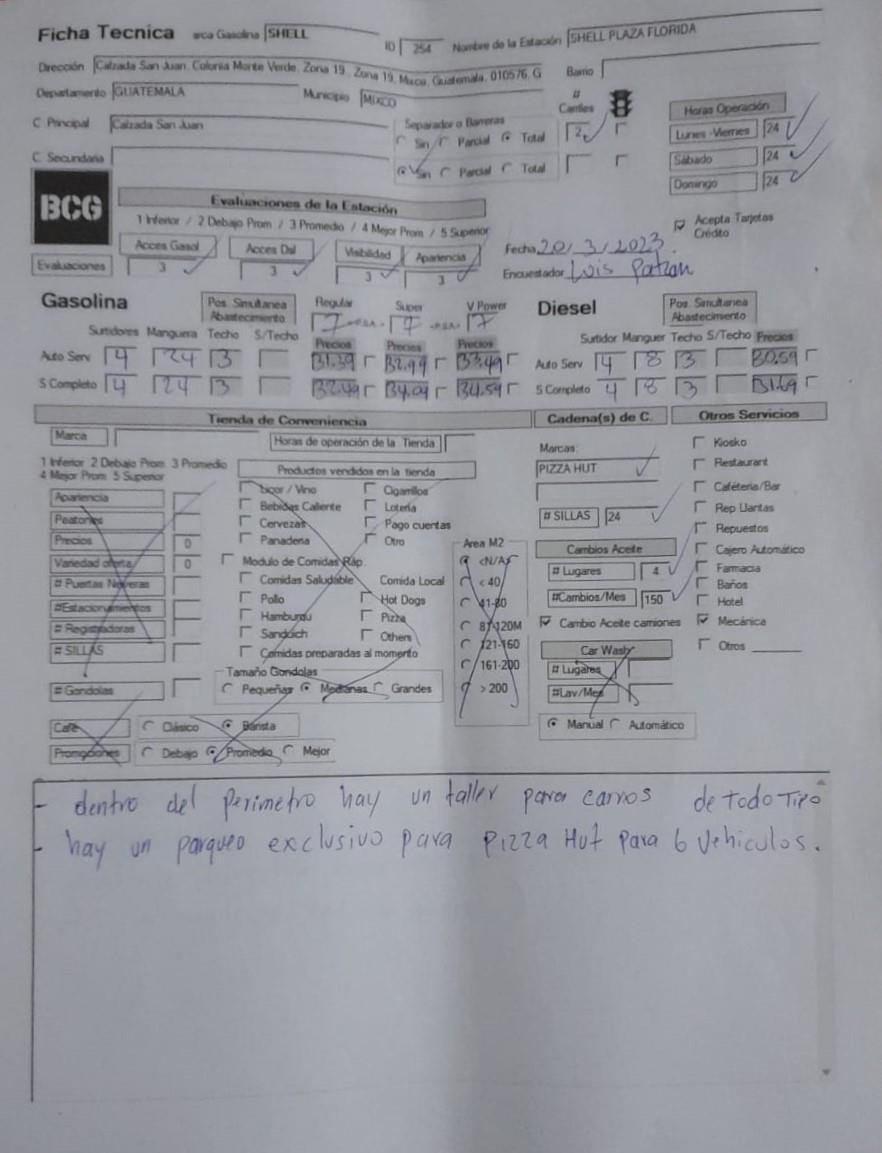 Ficha Tecnica arca Gasolina SHELL ID 254 Nombre de la Estación SHELL PLAZA FLORIDA
Dirección Calzada San Juan, Colonia Monte Verde, Zona 19, Zona 19, Mixco, Guatemala, 010576, G Barrio
Departamento GUATEMALA Municipio MIXCO
C Principal Calzada San Juan Separador o Barreras # Carriles Horas Operación
Sin Parcial Total 2 Lunes -Viernes 24
C. Secundaria Sin Parcial Total Sábado 24
Domingo 24
BCG Evaluaciones de la Estación
1 Inferior / 2 Debajo Prom / 3 Promedio / 4 Mejor Prom / 5 Superior Acepta Tarjetas Crédito
Acces Gasol Acces Dsl Visibilidad Apariencia Fecha 20/3/2023.
Evaluaciones 3 3 3 3 Encuestador Luis Patzan
Gasolina Pos. Simultanea Abastecimiento Regular Super V Power Diesel Pos. Simultanea Abastecimiento
7 7 7
Surtidores Manguera Techo S/Techo Precios Precios Precios Surtidor Manguer Techo S/Techo Precios
Auto Serv 4 24 3 31.39 32.99 33.49 Auto Serv 4 8 3 30.59
S Completo 4 24 3 32.49 34.09 34.59 S Completo 4 8 3 31.69
Tienda de Conveniencia Cadena(s) de C. Otros Servicios
Marca Horas de operación de la Tienda
1 Inferior 2 Debajo Prom 3 Promedio
4 Mejor Prom 5 Superior
Productos vendidos en la tienda
Apariencia
Peatones
Precios 0
Variedad oferta 0
# Puertas Neveras
#Estacionamientos
# Registradoras
# SILLAS
# Gondolas
Licor / Vino Cigarrillos
Bebidas Caliente Loteria
Cervezas Pago cuentas
Panaderia Otro
Modulo de Comidas Ráp.
Comidas Saludable Comida Local
Pollo Hot Dogs
Hamburgu Pizza
Sandúich Others
Comidas preparadas al momento
Tamaño Gondolas
Pequeñas Medianas Grandes
Café Clásico Barista
Promociones Debajo Promedio Mejor
Area M2
<N/A>
< 40
41-80
81-120M
121-160
161-200
> 200
Marcas:
PIZZA HUT
# SILLAS 24
Cambios Aceite
# Lugares 4
#Cambios/Mes 150
Cambio Aceite camiones
Car Wash
# Lugares
#Lav/Mes
Manual Automático
Kiosko
Restaurant
Caféteria/Bar
Rep Llantas
Repuestos
Cajero Automático
Farmacia
Baños
Hotel
Mecánica
Otros
- dentro del perimetro hay un taller para carros de todo Tipo
- hay un parqueo exclusivo para Pizza Hut Para 6 Vehiculos.